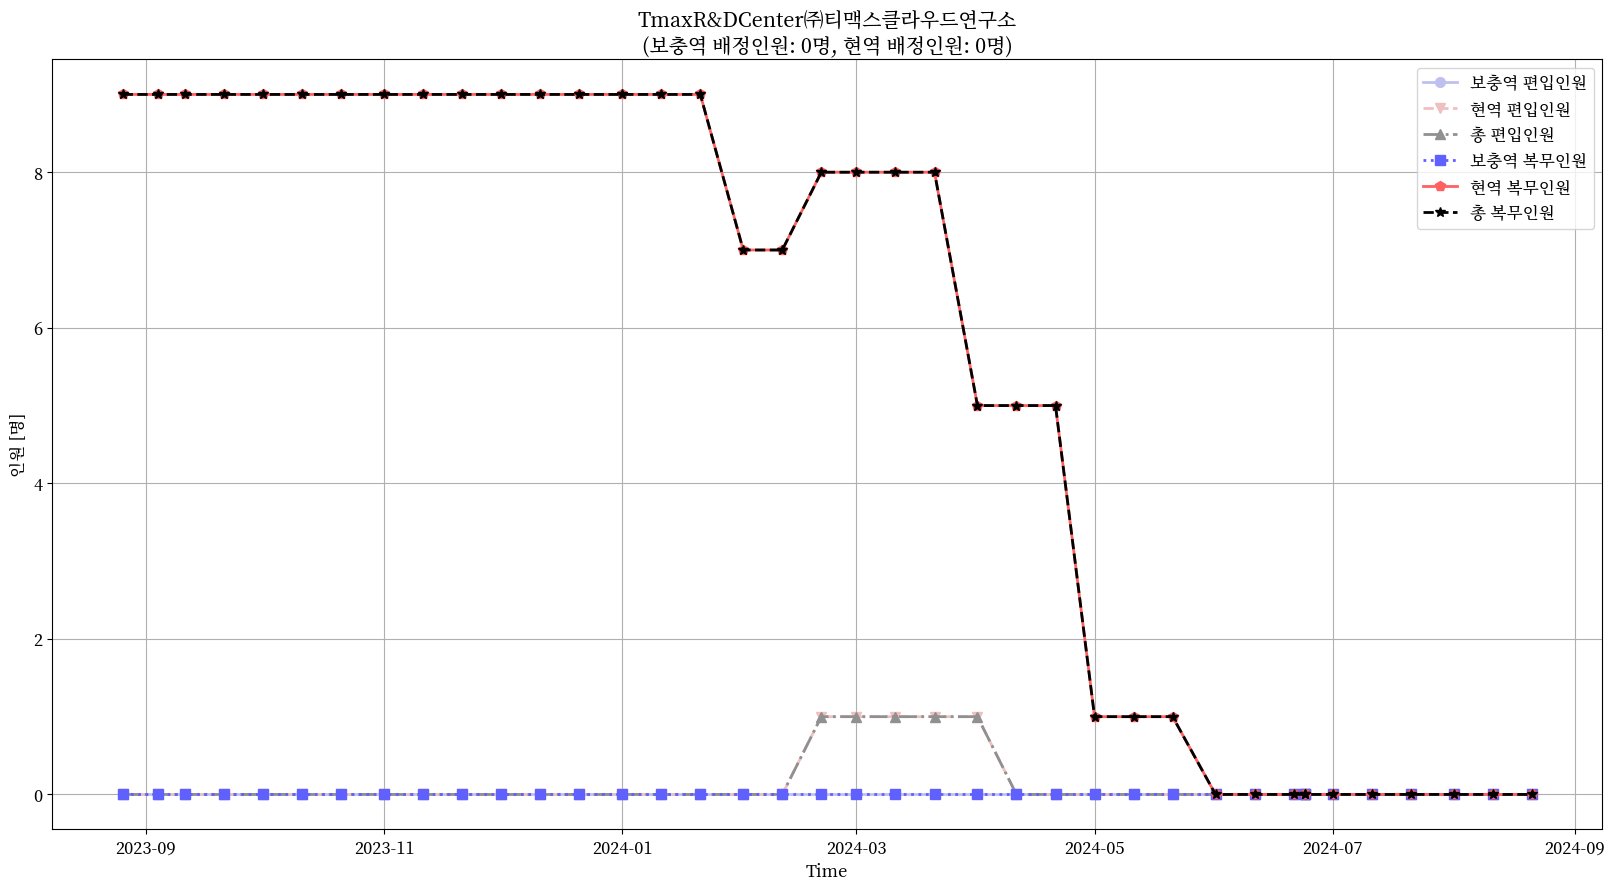 TmaxR&DCenter㈜티맥스클라우드연구소
(보충역 배정인원: 0명, 현역 배정인원: 0명)
보충역 편입인원
현역 편입인원
총 편입인원
보충역 복무인원
현역 복무인원
총 복무인원
인원 [명]
8
6
4
2
0
2023-09
2023-11
2024-01
2024-03
2024-05
2024-07
2024-09
Time